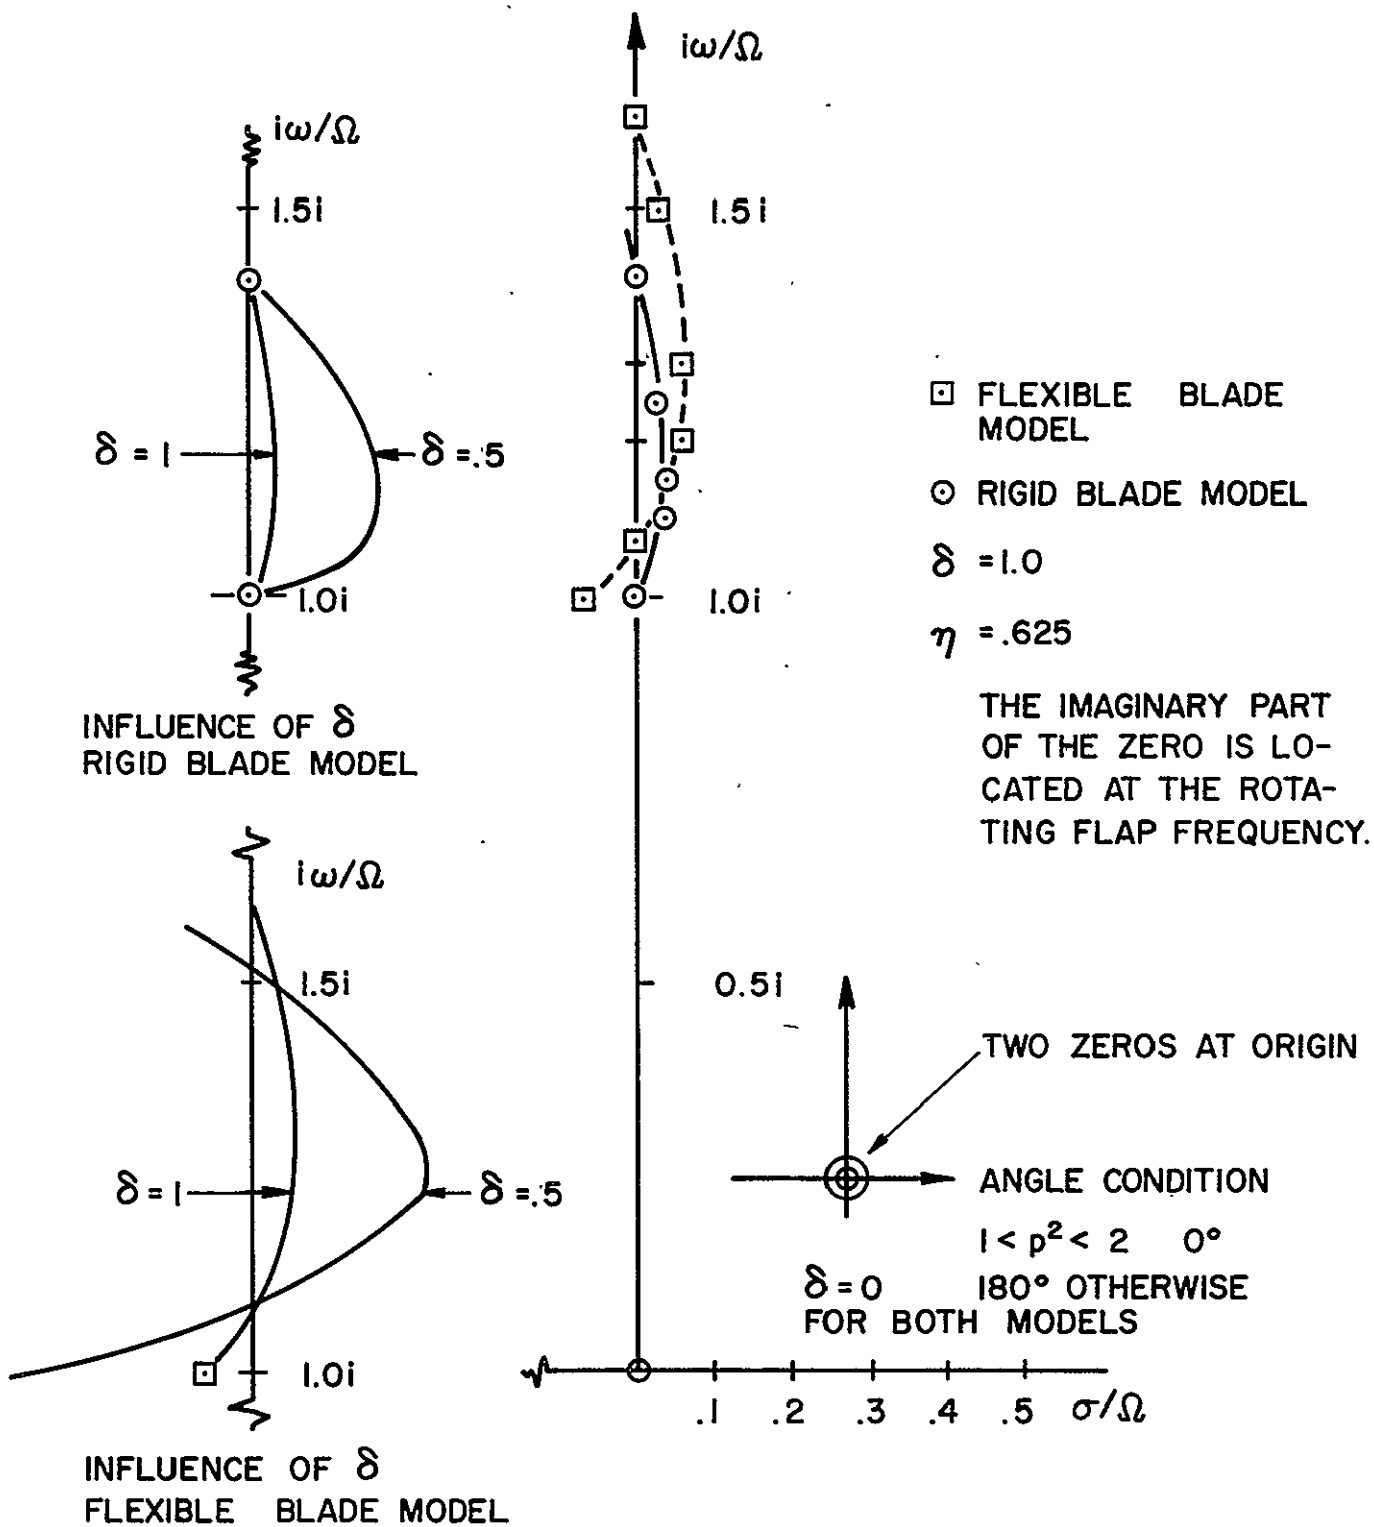 iω/Ω
1.5i
δ = 1
δ = .5
1.0i
INFLUENCE OF δ
RIGID BLADE MODEL
iω/Ω
1.5i
δ = 1
δ = .5
1.0i
INFLUENCE OF δ
FLEXIBLE BLADE MODEL
iω/Ω
1.5i
1.0i
0.5i
.1 .2 .3 .4 .5 σ/Ω
FLEXIBLE BLADE
MODEL
RIGID BLADE MODEL
δ = 1.0
η = .625
THE IMAGINARY PART
OF THE ZERO IS LO-
CATED AT THE ROTA-
TING FLAP FREQUENCY.
TWO ZEROS AT ORIGIN
ANGLE CONDITION
1 < p² < 2 0°
δ = 0 180° OTHERWISE
FOR BOTH MODELS